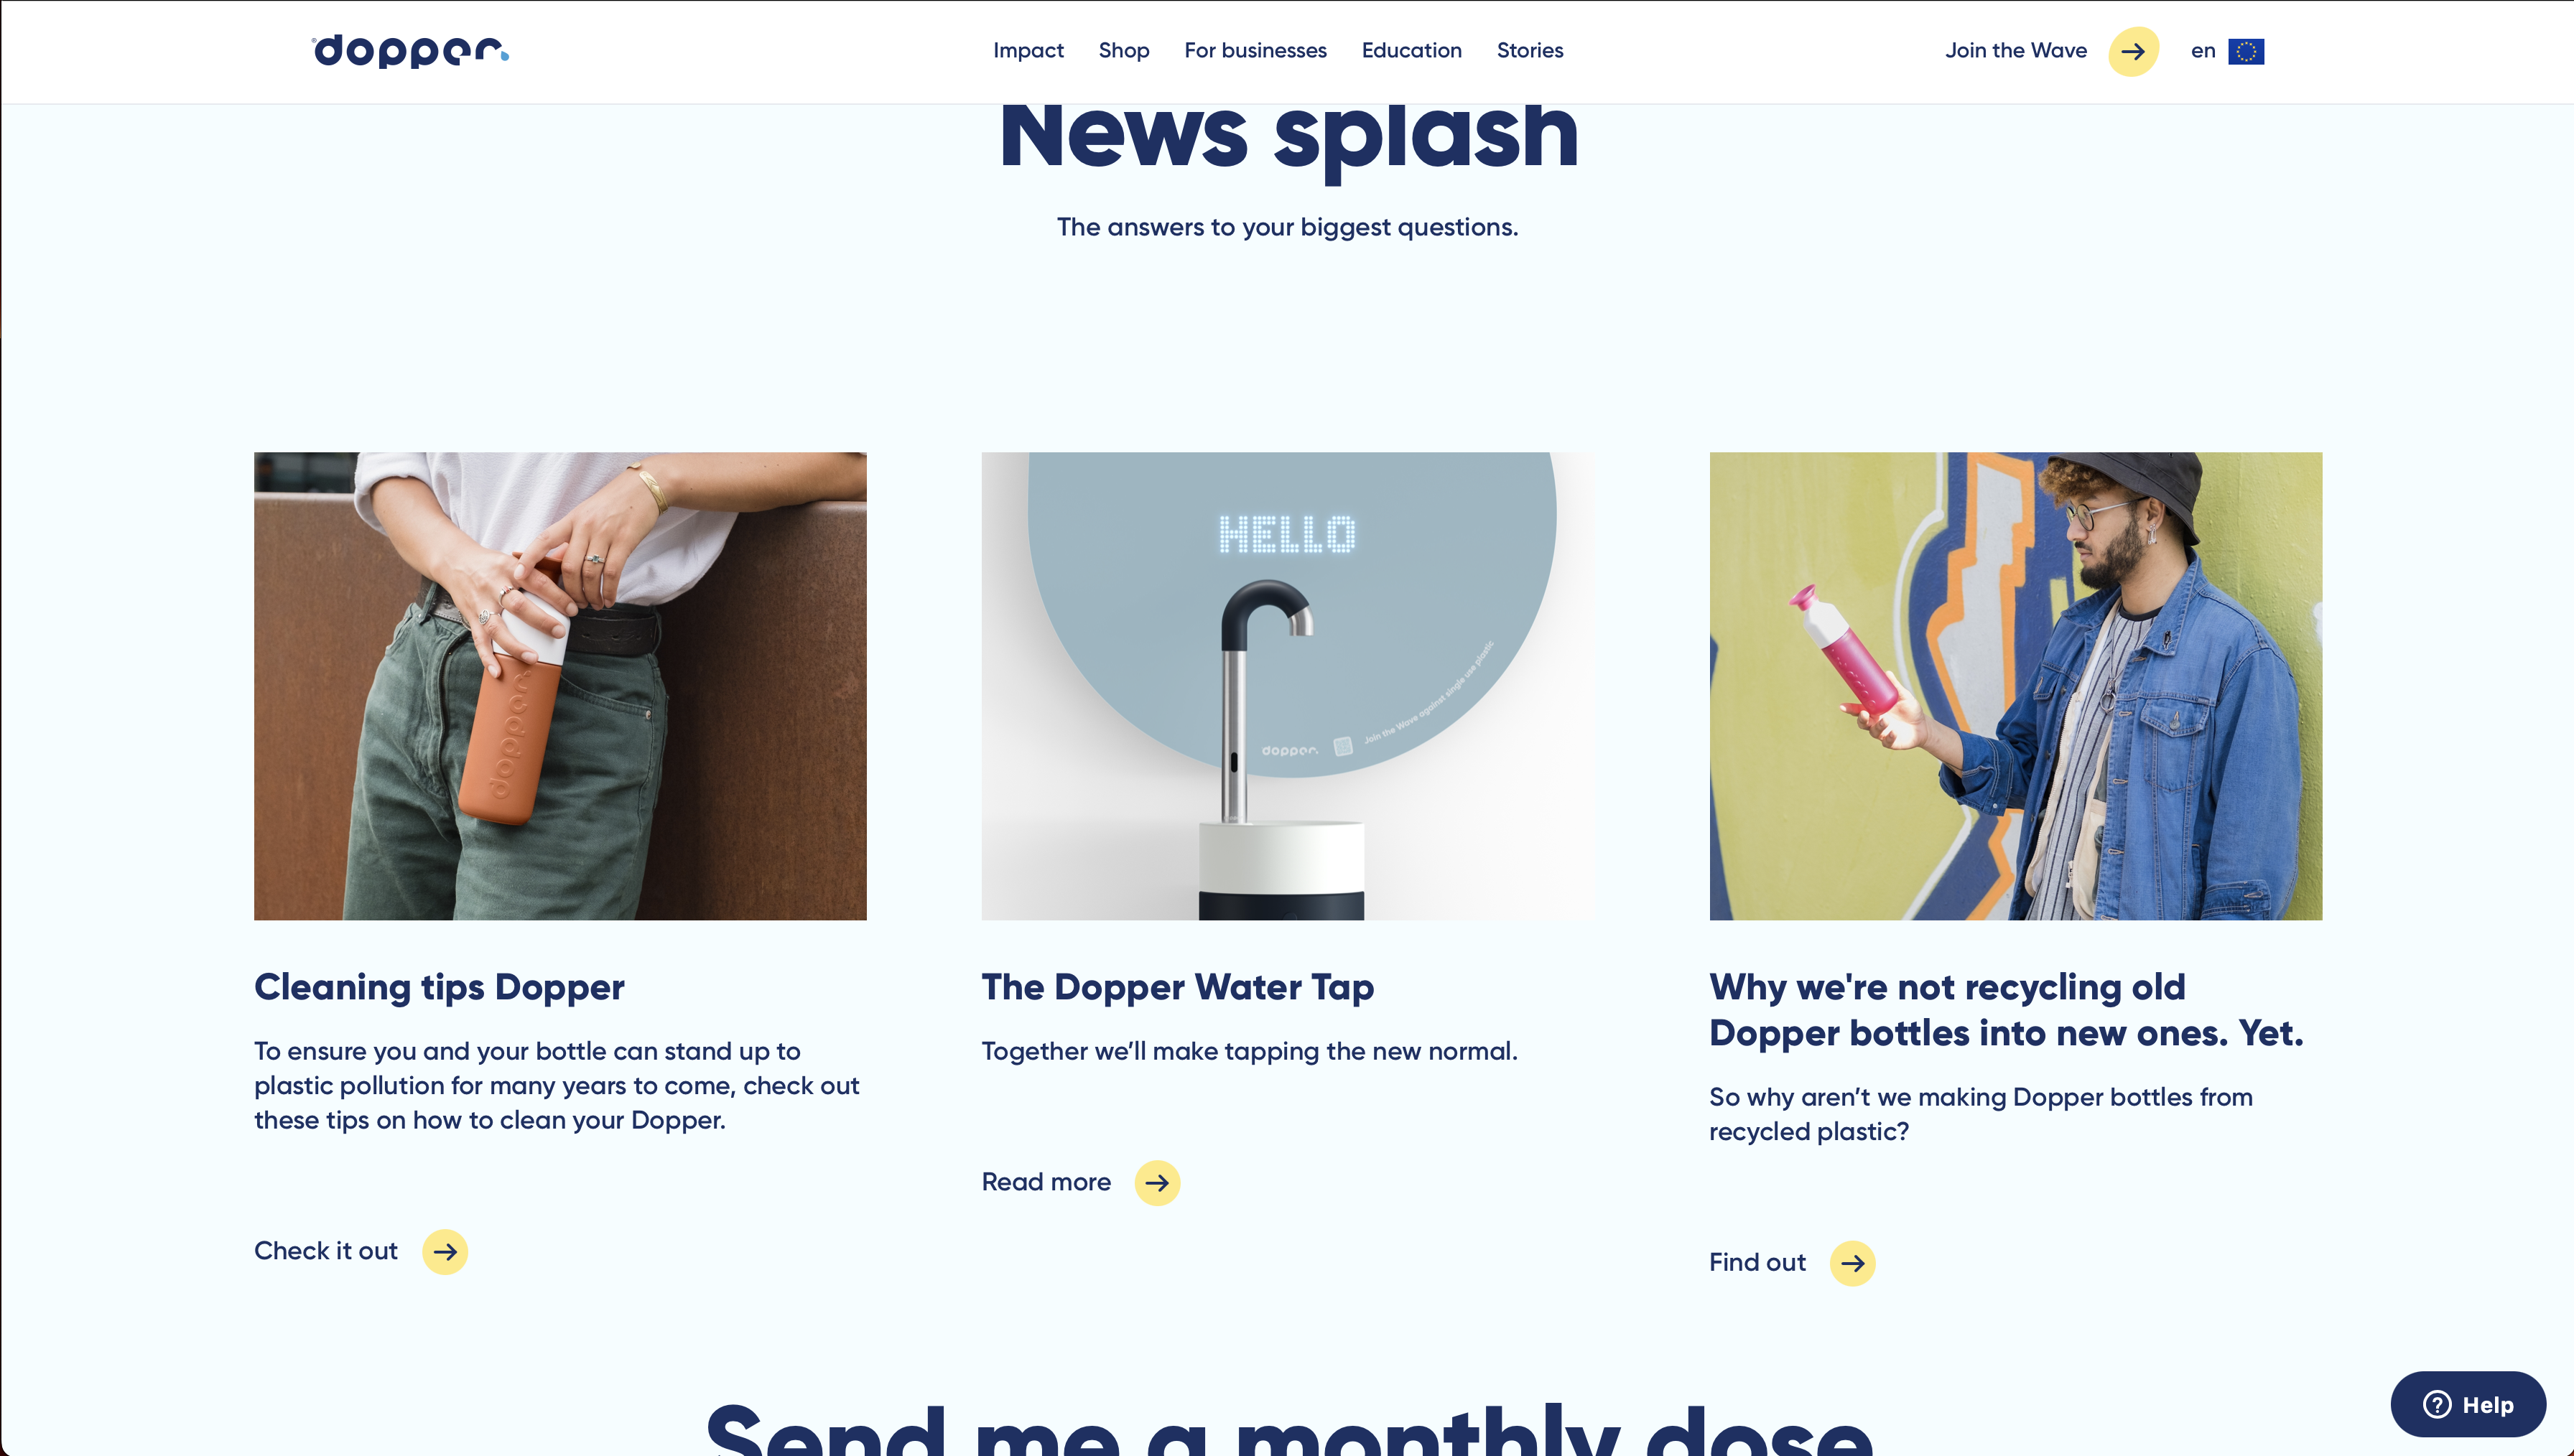 dopper
Impact
Shop
For businesses
Education
Stories
Join the Wave
en
News splash
The answers to your biggest questions.
dopper
HELLO
dopper
Join the Wave against single use plastic
Cleaning tips Dopper
To ensure you and your bottle can stand up to
plastic pollution for many years to come, check out
these tips on how to clean your Dopper.
Check it out
The Dopper Water Tap
Together we’ll make tapping the new normal.
Read more
Why we're not recycling old
Dopper bottles into new ones. Yet.
So why aren’t we making Dopper bottles from
recycled plastic?
Find out
Send me a monthly dose
Help